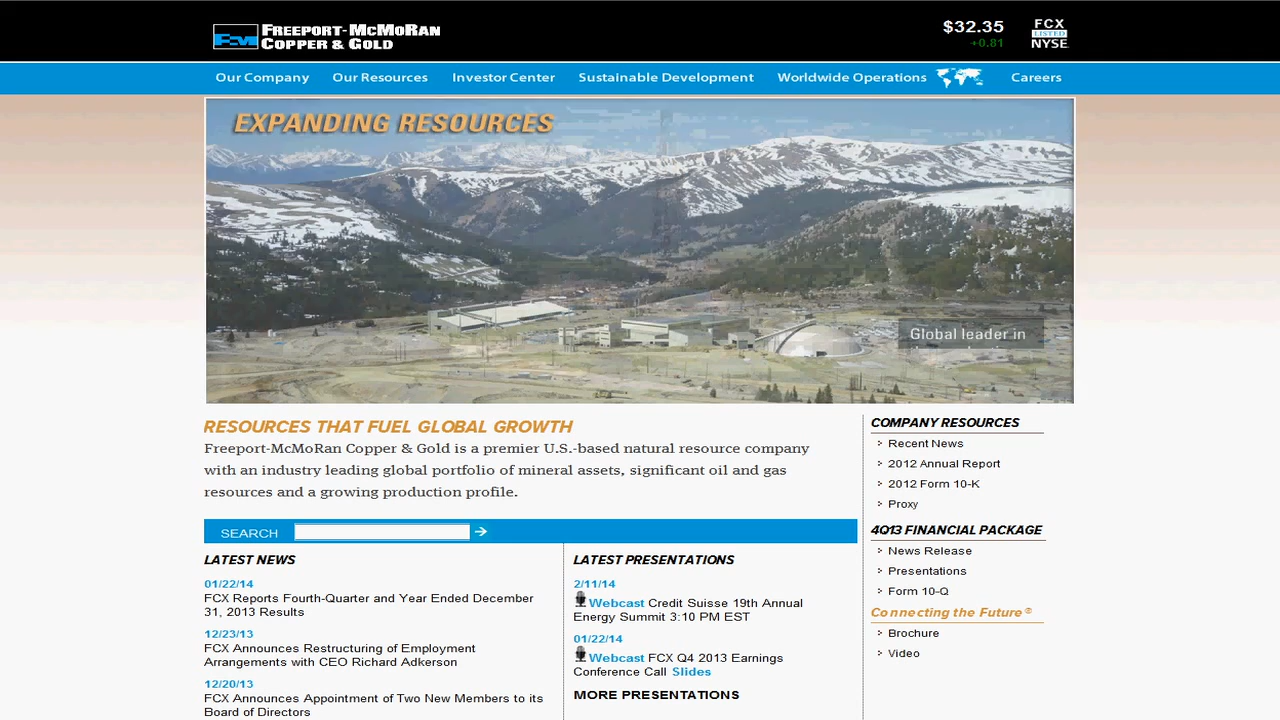 FREEPORT-MCMORAN
COPPER & GOLD
$32.35
+0.81
FCX
LISTED
NYSE
Our Company
Our Resources
Investor Center
Sustainable Development
Worldwide Operations
Careers
EXPANDING RESOURCES
Global leader in
RESOURCES THAT FUEL GLOBAL GROWTH
Freeport-McMoRan Copper & Gold is a premier U.S.-based natural resource company
with an industry leading global portfolio of mineral assets, significant oil and gas
resources and a growing production profile.
SEARCH
LATEST NEWS
01/22/14
FCX Reports Fourth-Quarter and Year Ended December
31, 2013 Results
12/23/13
FCX Announces Restructuring of Employment
Arrangements with CEO Richard Adkerson
12/20/13
FCX Announces Appointment of Two New Members to its
Board of Directors
LATEST PRESENTATIONS
2/11/14
Webcast Credit Suisse 19th Annual
Energy Summit 3:10 PM EST
01/22/14
Webcast FCX Q4 2013 Earnings
Conference Call Slides
MORE PRESENTATIONS
COMPANY RESOURCES
Recent News
2012 Annual Report
2012 Form 10-K
Proxy
4Q13 FINANCIAL PACKAGE
News Release
Presentations
Form 10-Q
Connecting the Future®
Brochure
Video